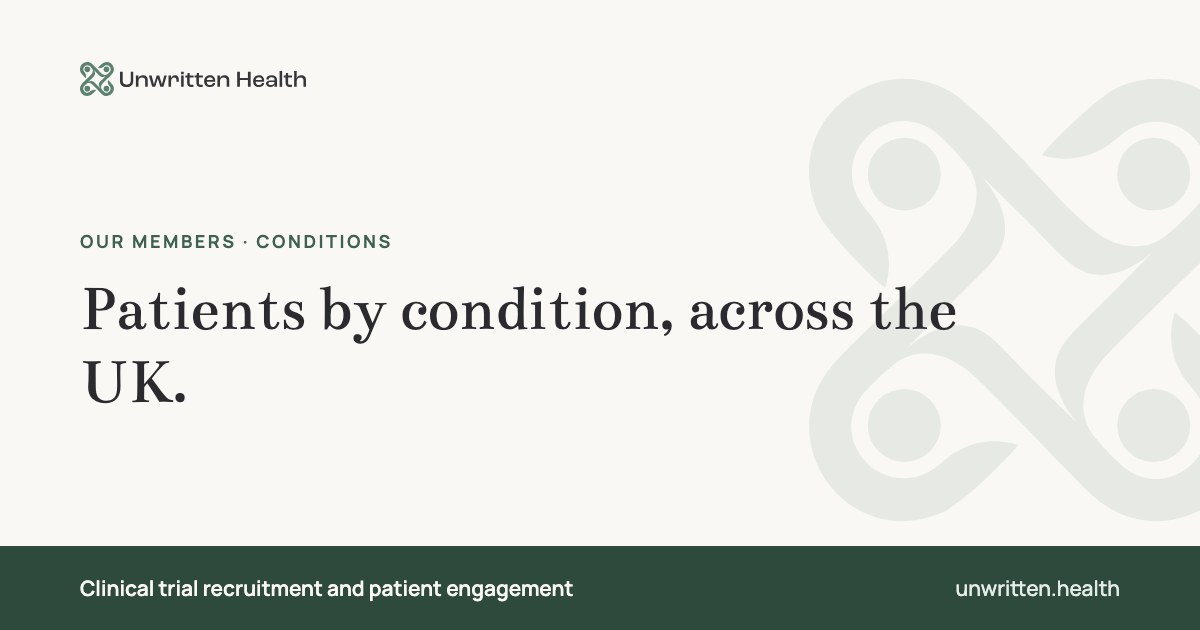 Unwritten Health
OUR MEMBERS · CONDITIONS
Patients by condition, across the
UK.
Clinical trial recruitment and patient engagement
unwritten.health